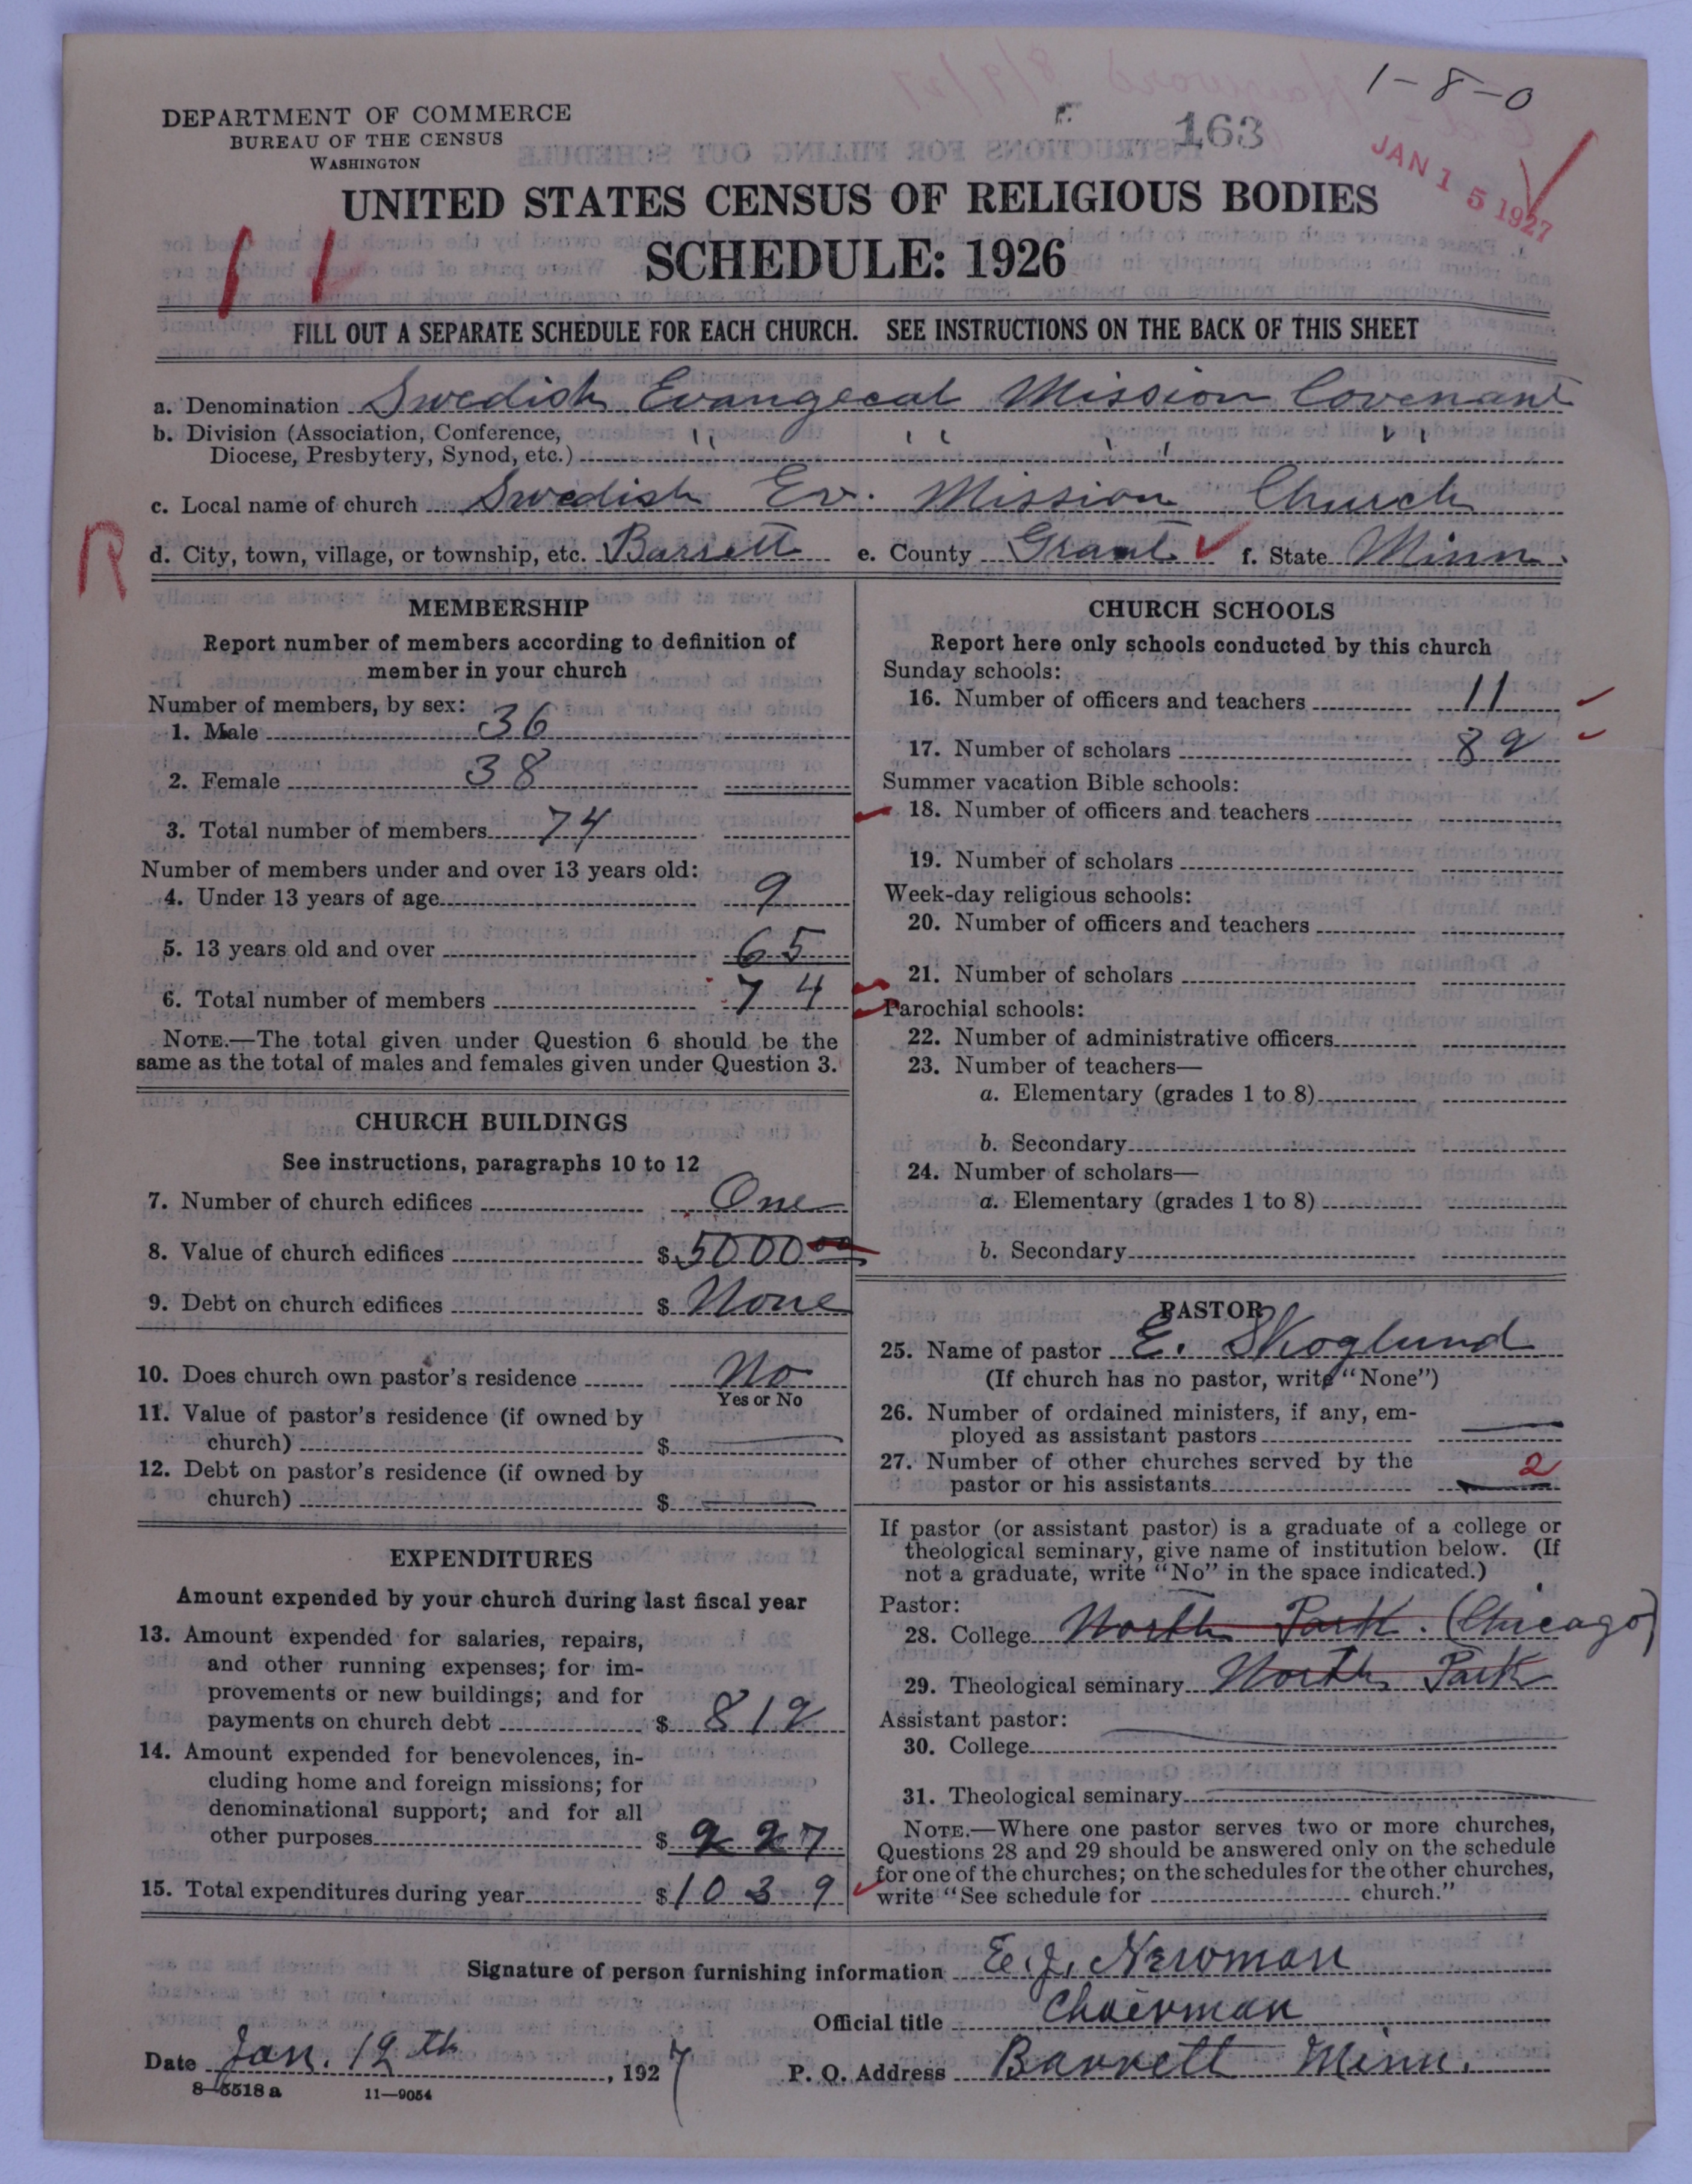 1-8-0
163
JAN 15 1927
DEPARTMENT OF COMMERCE
BUREAU OF THE CENSUS
WASHINGTON
UNITED STATES CENSUS OF RELIGIOUS BODIES
SCHEDULE: 1926
FILL OUT A SEPARATE SCHEDULE FOR EACH CHURCH. SEE INSTRUCTIONS ON THE BACK OF THIS SHEET
a. Denomination Swedish Evangecal Mission Covenant
b. Division (Association, Conference,
Diocese, Presbytery, Synod, etc.) " " " "
c. Local name of church Swedish Ev. Mission Church
R
d. City, town, village, or township, etc. Barrett e. County Grant f. State Minn.
MEMBERSHIP
Report number of members according to definition of
member in your church
Number of members, by sex:
1. Male 36
2. Female 38
3. Total number of members 74
Number of members under and over 13 years old:
4. Under 13 years of age 9
5. 13 years old and over 65
6. Total number of members 74
NOTE.—The total given under Question 6 should be the
same as the total of males and females given under Question 3.
CHURCH BUILDINGS
See instructions, paragraphs 10 to 12
7. Number of church edifices One
8. Value of church edifices $ 5000 00
9. Debt on church edifices $ None
10. Does church own pastor's residence No
Yes or No
11. Value of pastor's residence (if owned by
church) $ —
12. Debt on pastor's residence (if owned by
church) $ —
EXPENDITURES
Amount expended by your church during last fiscal year
13. Amount expended for salaries, repairs,
and other running expenses; for im-
provements or new buildings; and for
payments on church debt $ 812
14. Amount expended for benevolences, in-
cluding home and foreign missions; for
denominational support; and for all
other purposes $ 227
15. Total expenditures during year $ 1039
CHURCH SCHOOLS
Report here only schools conducted by this church
Sunday schools:
16. Number of officers and teachers 11
17. Number of scholars 82
Summer vacation Bible schools:
18. Number of officers and teachers
19. Number of scholars
Week-day religious schools:
20. Number of officers and teachers
21. Number of scholars
Parochial schools:
22. Number of administrative officers
23. Number of teachers—
a. Elementary (grades 1 to 8)
b. Secondary
24. Number of scholars—
a. Elementary (grades 1 to 8)
b. Secondary
PASTOR
25. Name of pastor E. Skoglund
(If church has no pastor, write "None")
26. Number of ordained ministers, if any, em-
ployed as assistant pastors —
27. Number of other churches served by the
pastor or his assistants 2
If pastor (or assistant pastor) is a graduate of a college or
theological seminary, give name of institution below. (If
not a graduate, write "No" in the space indicated.)
Pastor:
28. College North Park. (Chicago)
29. Theological seminary North Park
Assistant pastor:
30. College —
31. Theological seminary —
NOTE.—Where one pastor serves two or more churches,
Questions 28 and 29 should be answered only on the schedule
for one of the churches; on the schedules for the other churches,
write "See schedule for church."
Signature of person furnishing information E. J. Newman
Official title Chairman
Date Jan. 12th, 1927 P. O. Address Barrett Minn.
8-5518a 11—9054